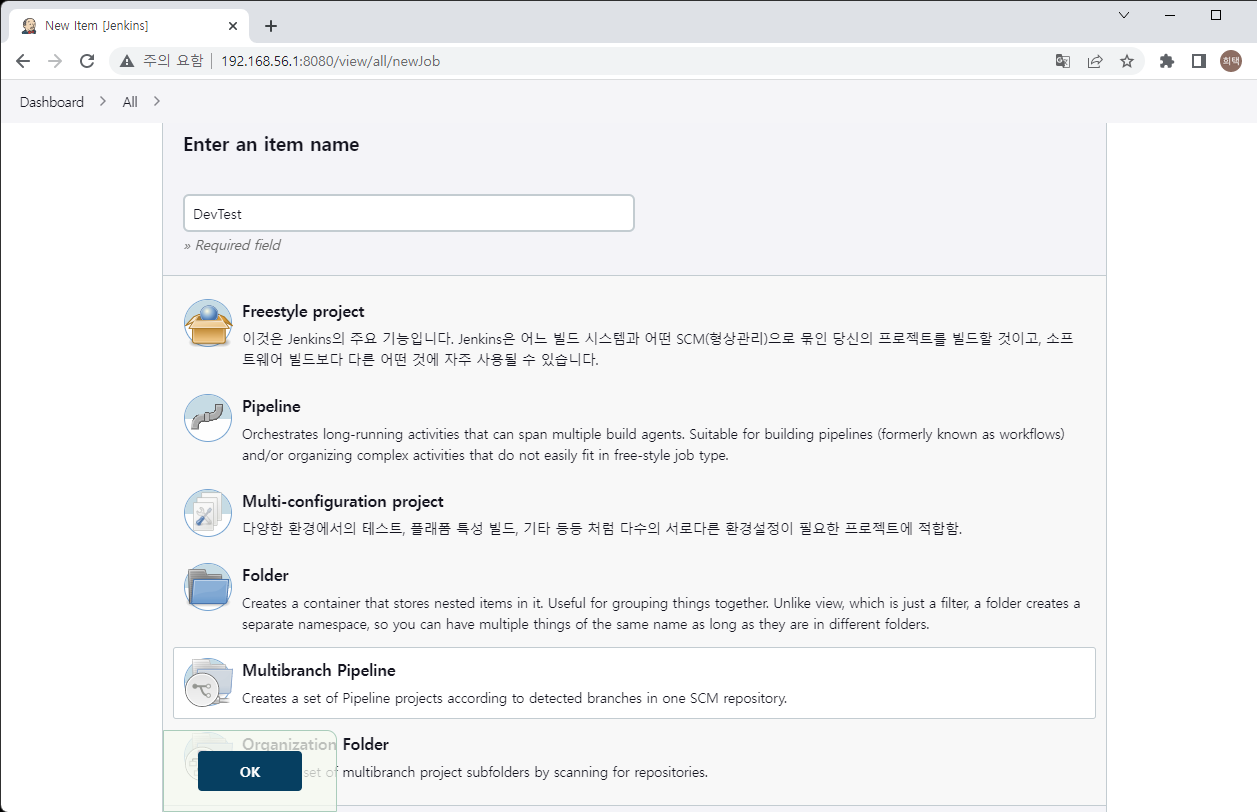 New Item [Jenkins]
주의 요함 192.168.56.1:8080/view/all/newJob
희택
Dashboard All
Enter an item name
DevTest
» Required field
Freestyle project
이것은 Jenkins의 주요 기능입니다. Jenkins은 어느 빌드 시스템과 어떤 SCM(형상관리)으로 묶인 당신의 프로젝트를 빌드할 것이고, 소프
트웨어 빌드보다 다른 어떤 것에 자주 사용될 수 있습니다.
Pipeline
Orchestrates long-running activities that can span multiple build agents. Suitable for building pipelines (formerly known as workflows)
and/or organizing complex activities that do not easily fit in free-style job type.
Multi-configuration project
다양한 환경에서의 테스트, 플래폼 특성 빌드, 기타 등등 처럼 다수의 서로다른 환경설정이 필요한 프로젝트에 적합함.
Folder
Creates a container that stores nested items in it. Useful for grouping things together. Unlike view, which is just a filter, a folder creates a
separate namespace, so you can have multiple things of the same name as long as they are in different folders.
Multibranch Pipeline
Creates a set of Pipeline projects according to detected branches in one SCM repository.
Organization Folder
set of multibranch project subfolders by scanning for repositories.
OK